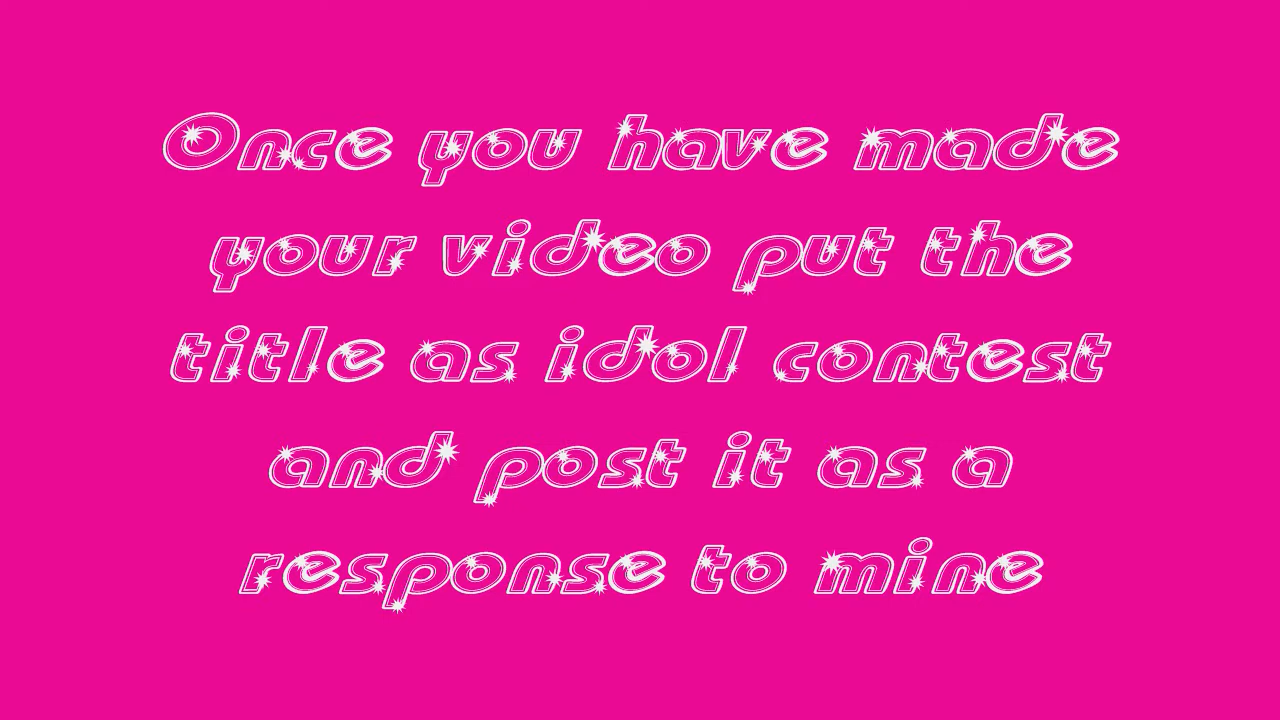 Once you have made
your video put the
title as idol contest
and post it as a
response to mine